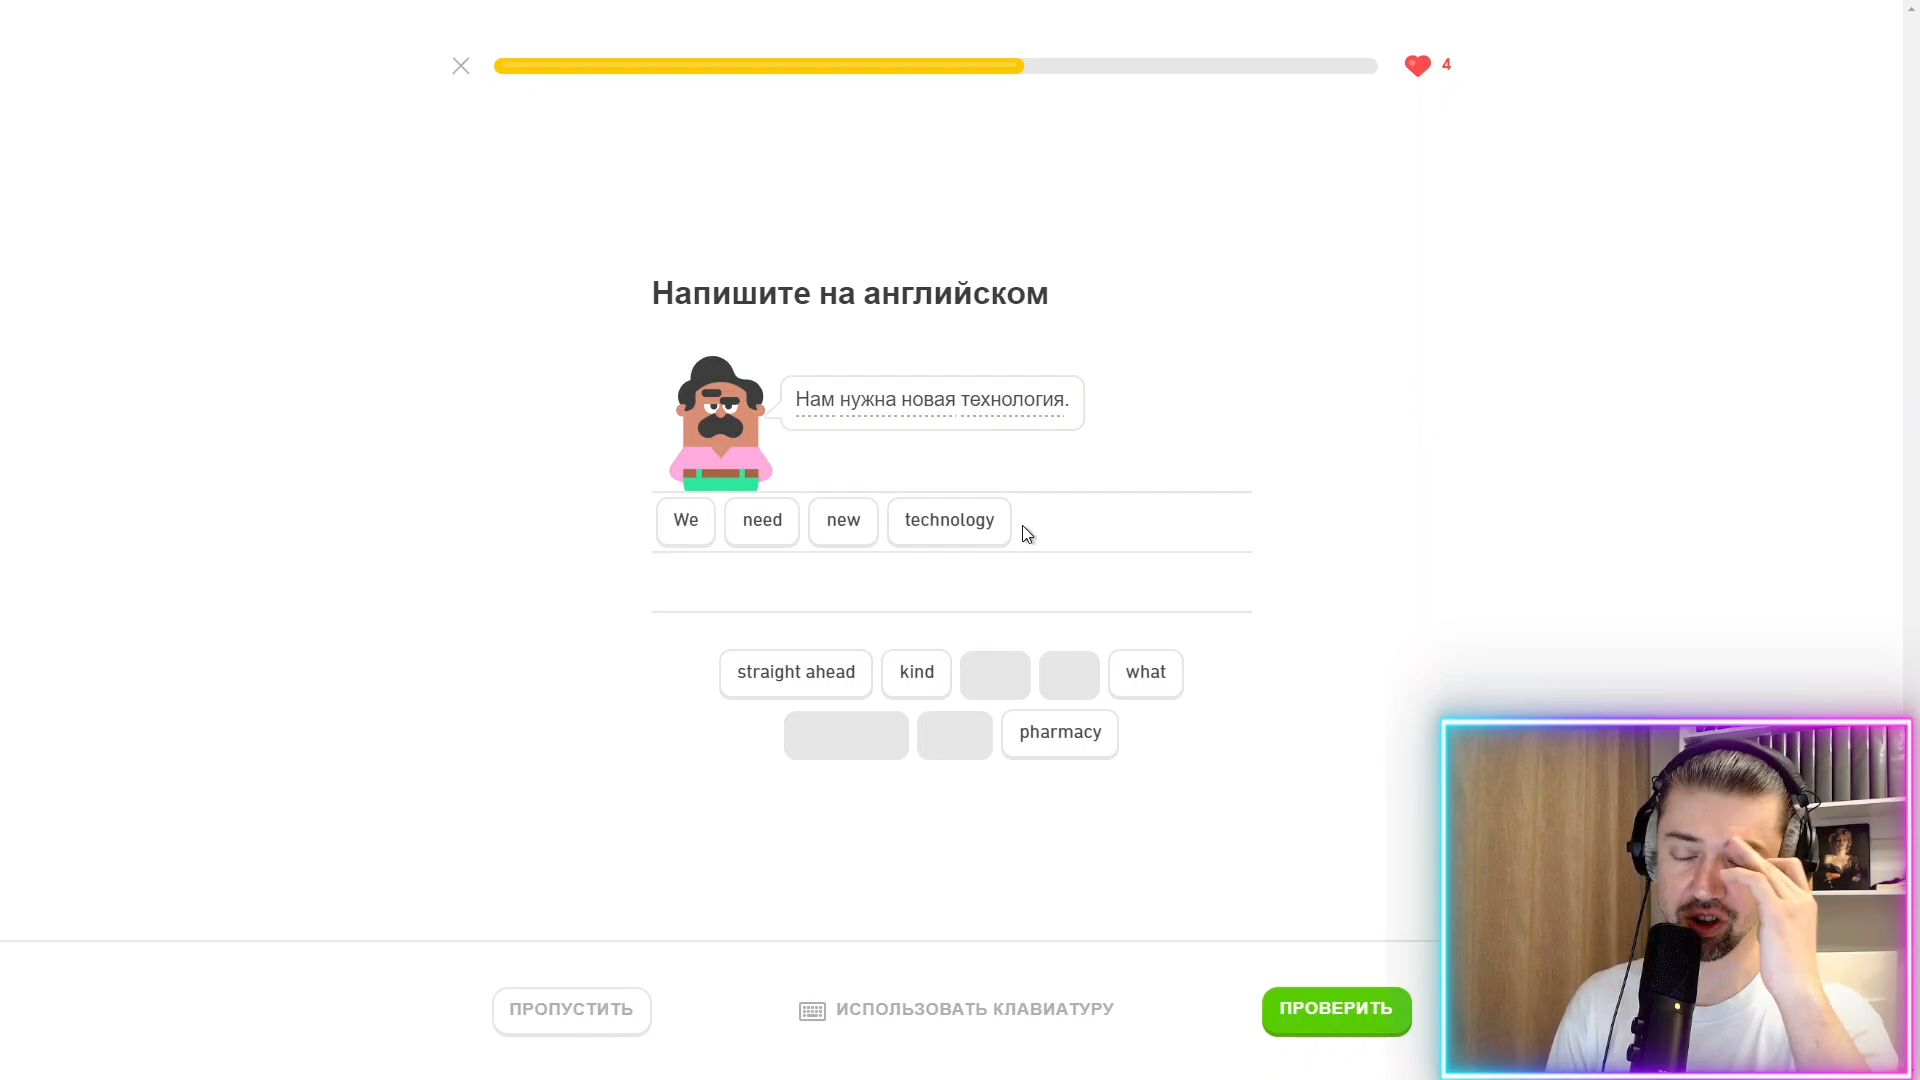 4
Напишите на английском
Нам нужна новая технология.
We need new technology
straight ahead kind what
pharmacy
ПРОПУСТИТЬ ИСПОЛЬЗОВАТЬ КЛАВИАТУРУ ПРОВЕРИТЬ